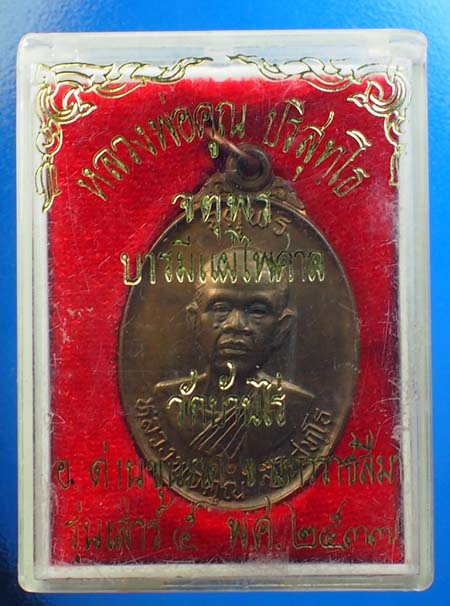 หลวงพ่อคูณ ปริสุทฺโธ
จตุพร
บารมีแผ่ไพศาล
วัดบ้านไร่
อ. ด่านขุนทด จ. นครราชสีมา
รุ่นเสาร์ ๕ พ.ศ. ๒๕๓๓